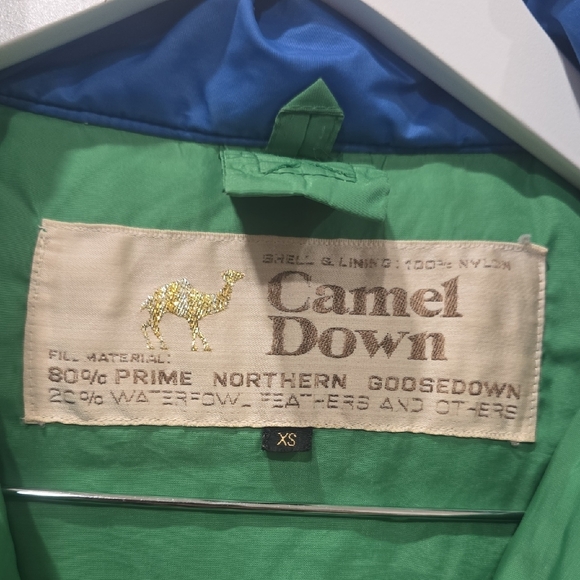 SHELL & LINING: 100% NYLON
Camel
Down
FILL MATERIAL:
80% PRIME NORTHERN GOOSEDOWN
20% WATERFOWL FEATHERS AND OTHERS
XS